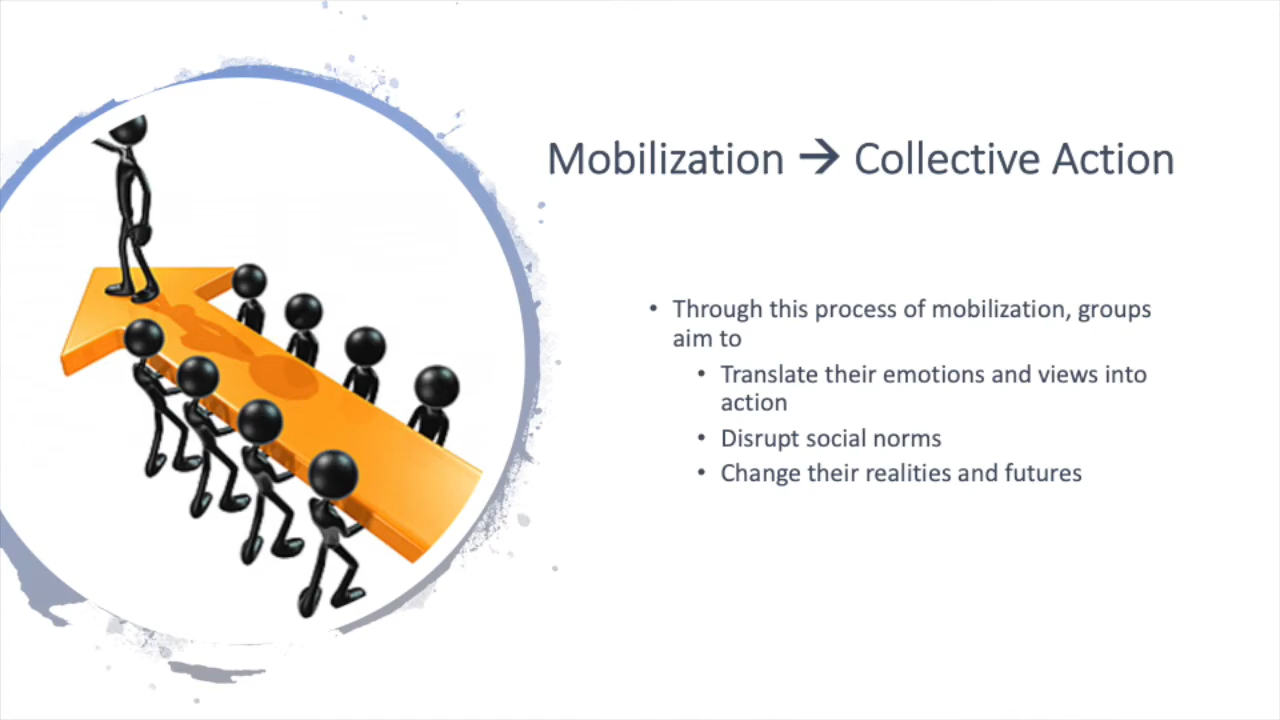 Mobilization → Collective Action
• Through this process of mobilization, groups
aim to
• Translate their emotions and views into
action
• Disrupt social norms
• Change their realities and futures